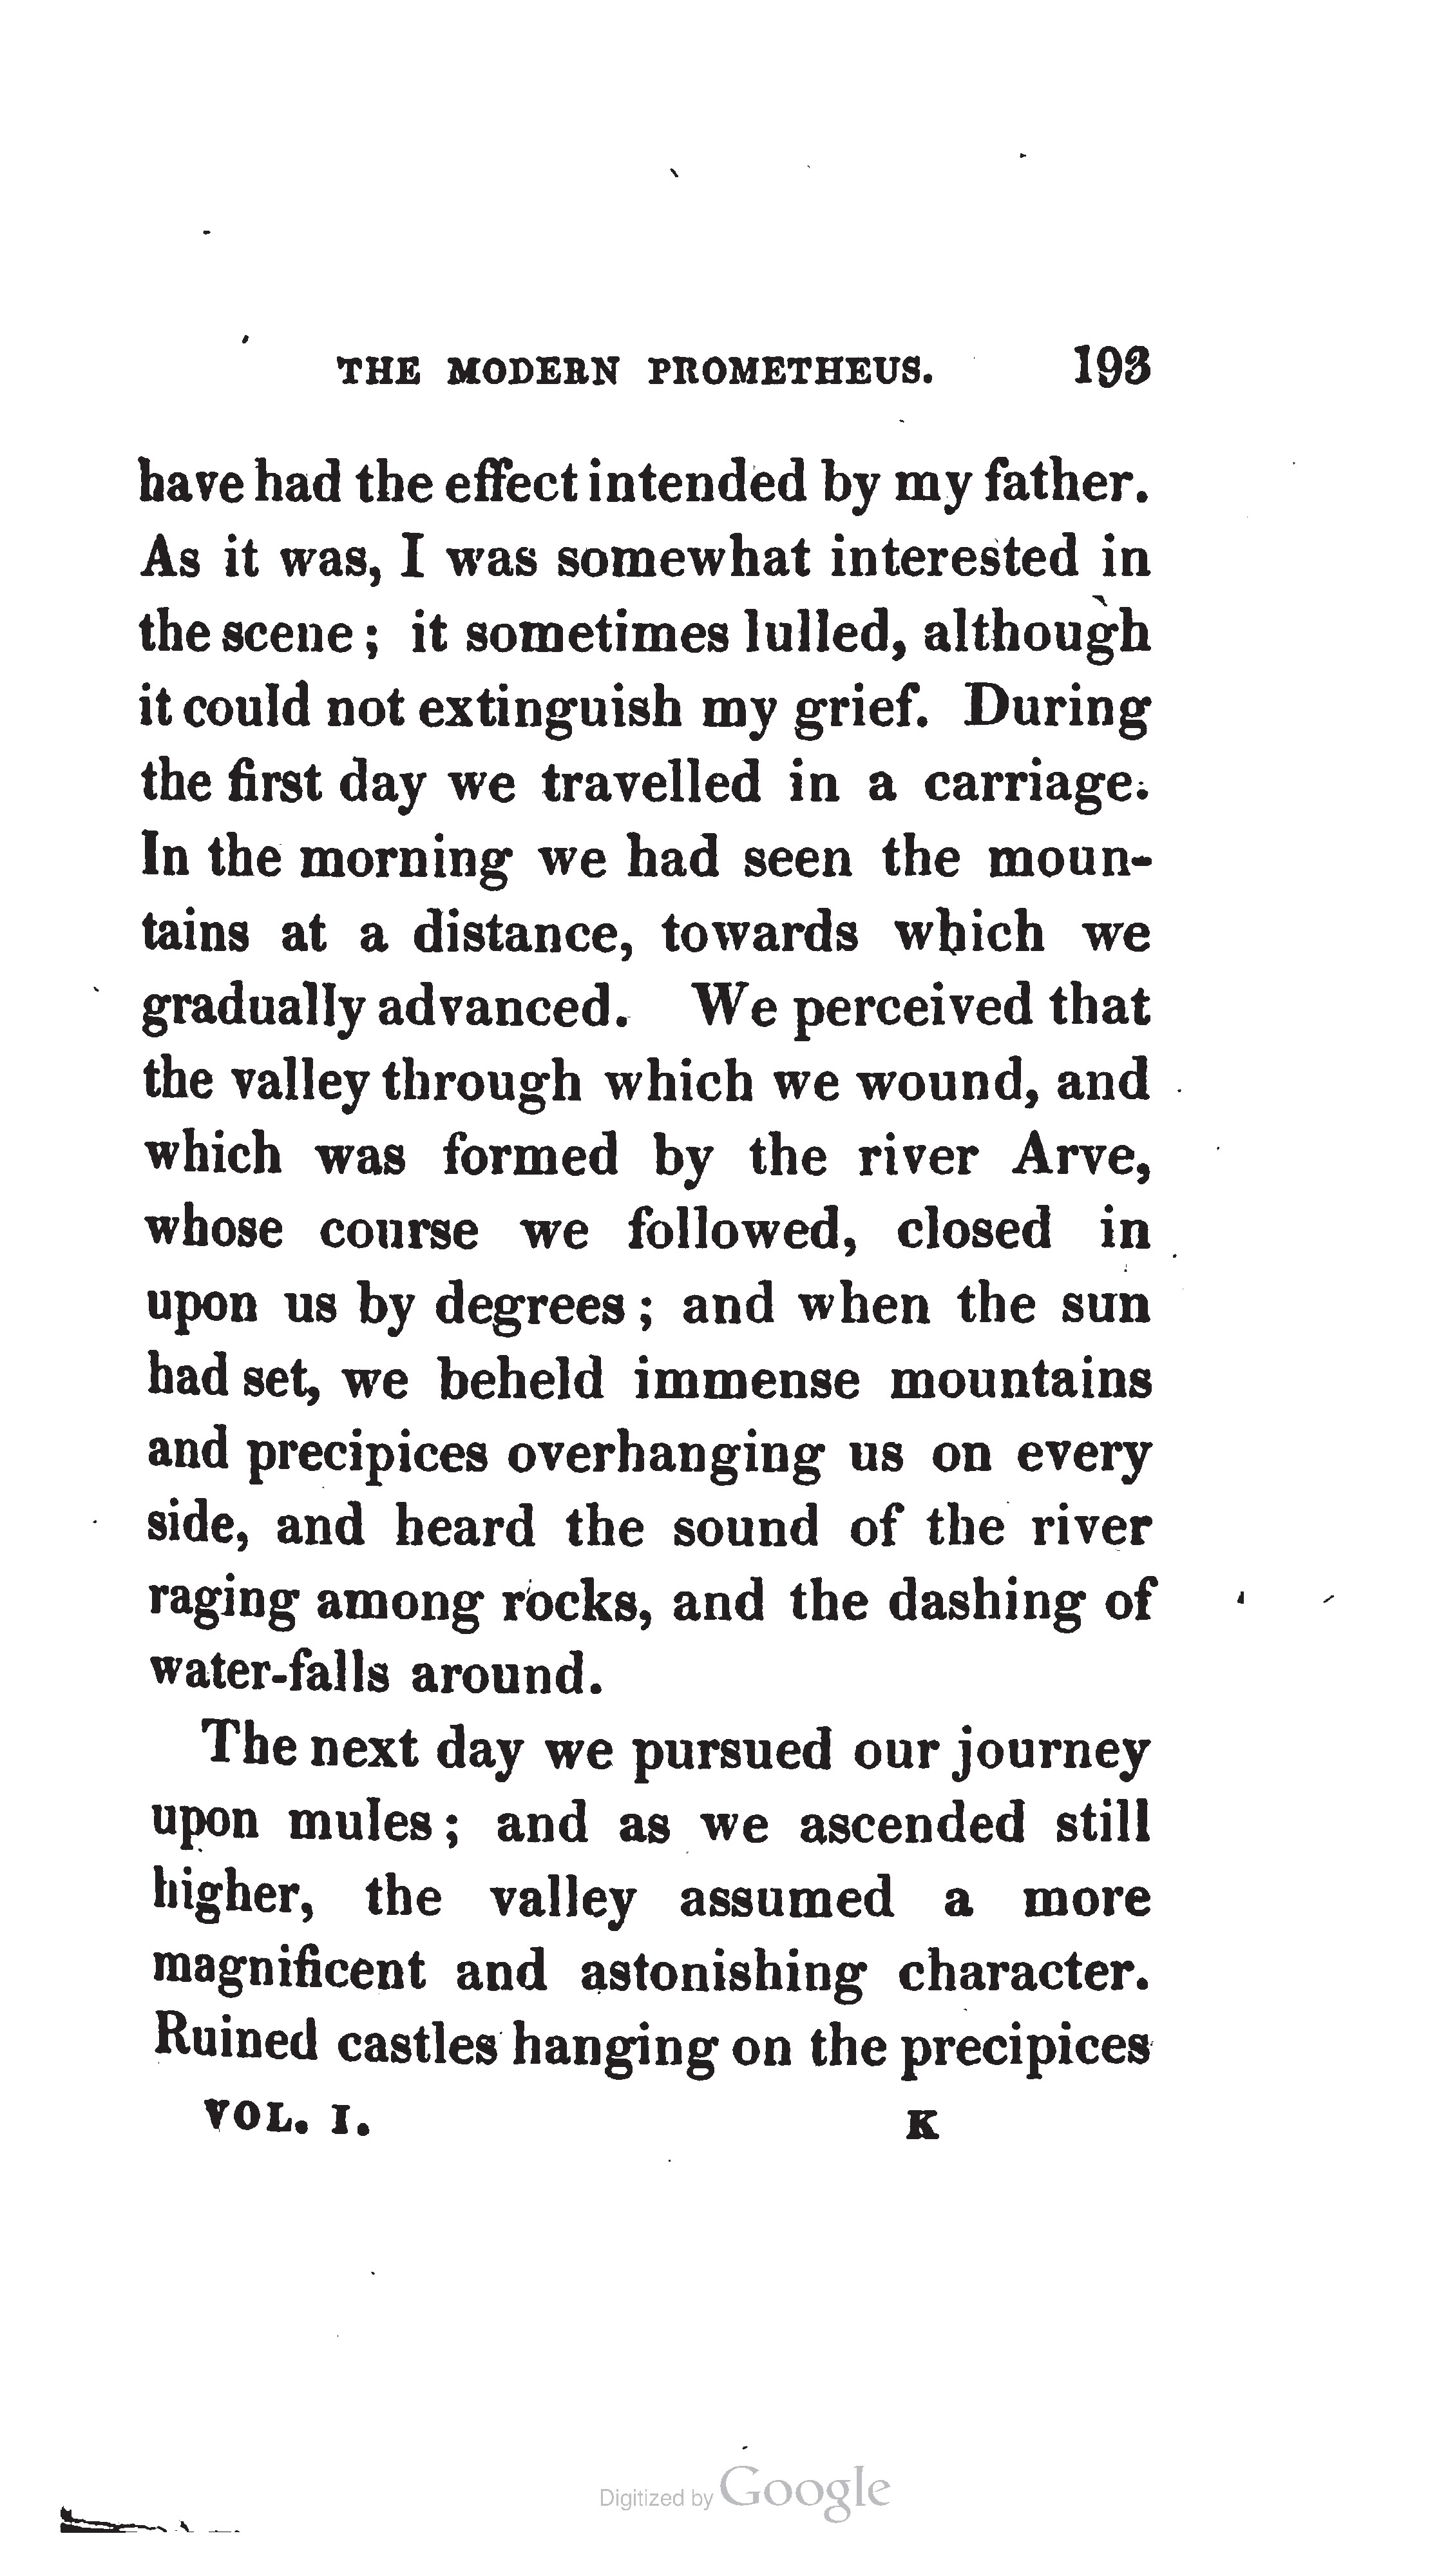 THE MODERN PROMETHEUS. 193
have had the effect intended by my father.
As it was, I was somewhat interested in
the scene; it sometimes lulled, although
it could not extinguish my grief. During
the first day we travelled in a carriage.
In the morning we had seen the moun-
tains at a distance, towards which we
gradually advanced. We perceived that
the valley through which we wound, and
which was formed by the river Arve,
whose course we followed, closed in
upon us by degrees; and when the sun
had set, we beheld immense mountains
and precipices overhanging us on every
side, and heard the sound of the river
raging among rocks, and the dashing of
water-falls around.
The next day we pursued our journey
upon mules; and as we ascended still
higher, the valley assumed a more
magnificent and astonishing character.
Ruined castles hanging on the precipices
VOL. I. K
Digitized by Google